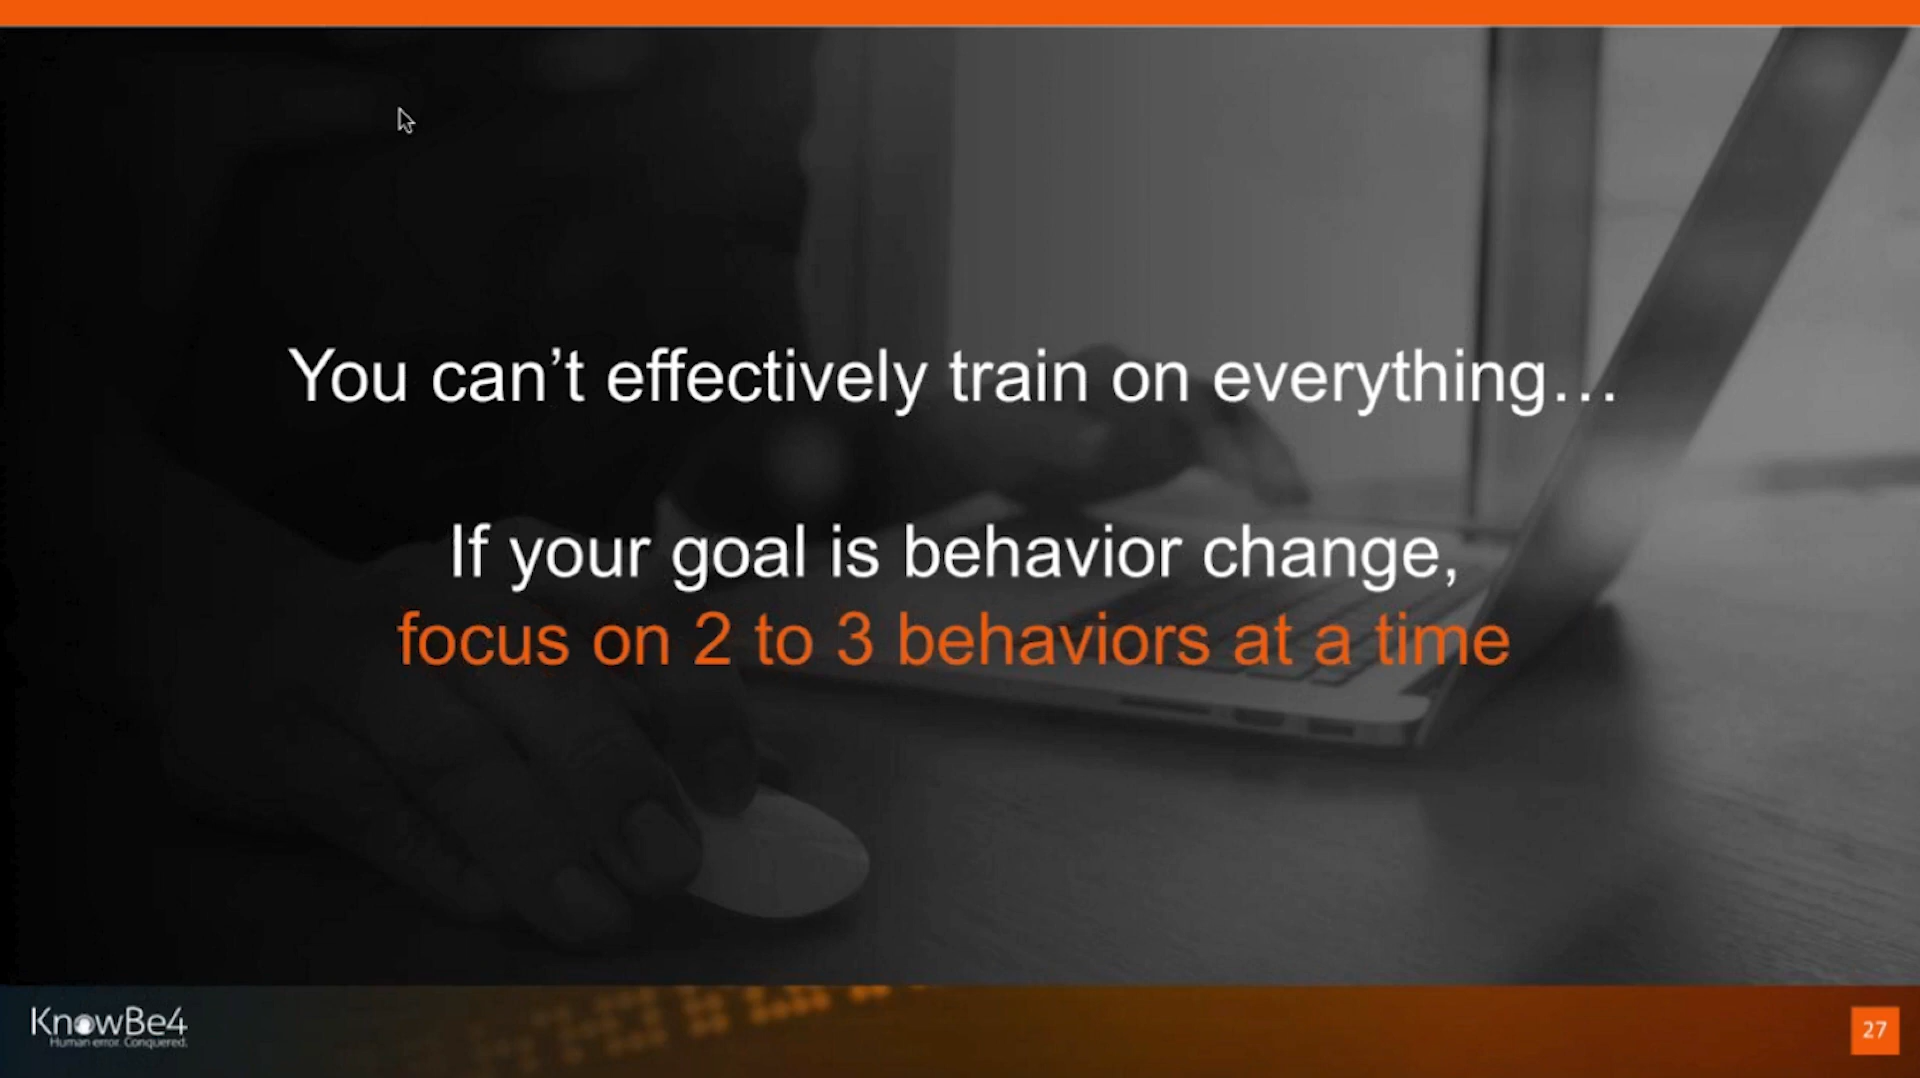 You can’t effectively train on everything…
If your goal is behavior change,
focus on 2 to 3 behaviors at a time
KnowBe4
Human error. Conquered.
27